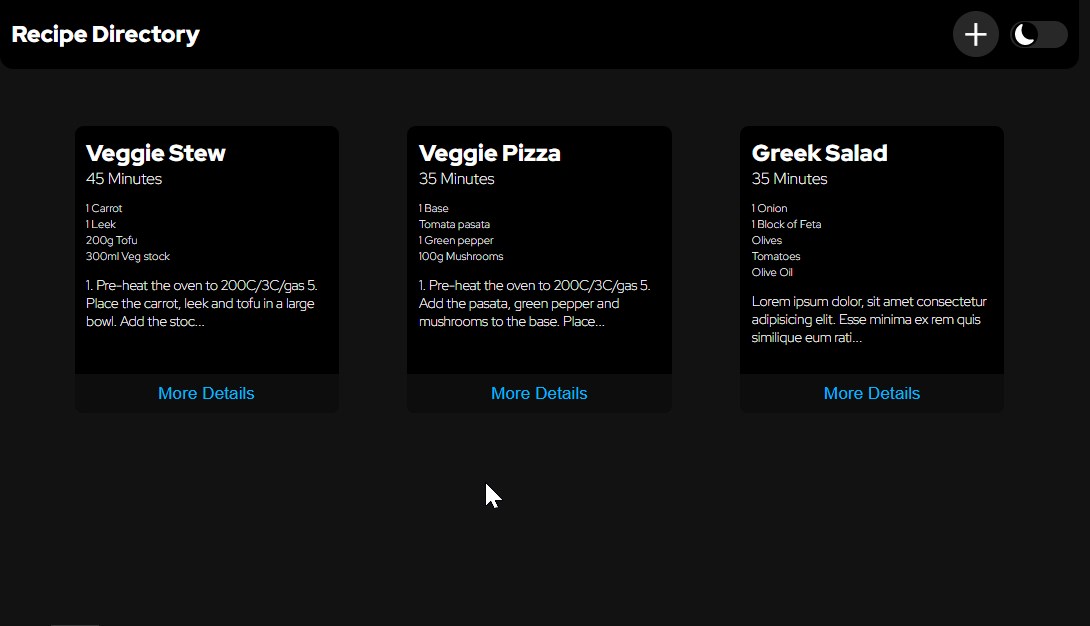 Recipe Directory
Veggie Stew
45 Minutes
1 Carrot
1 Leek
200g Tofu
300ml Veg stock
1. Pre-heat the oven to 200C/3C/gas 5.
Place the carrot, leek and tofu in a large
bowl. Add the stoc...
More Details
Veggie Pizza
35 Minutes
1 Base
Tomata pasata
1 Green pepper
100g Mushrooms
1. Pre-heat the oven to 200C/3C/gas 5.
Add the pasata, green pepper and
mushrooms to the base. Place...
More Details
Greek Salad
35 Minutes
1 Onion
1 Block of Feta
Olives
Tomatoes
Olive Oil
Lorem ipsum dolor, sit amet consectetur
adipisicing elit. Esse minima ex rem quis
similique eum rati...
More Details